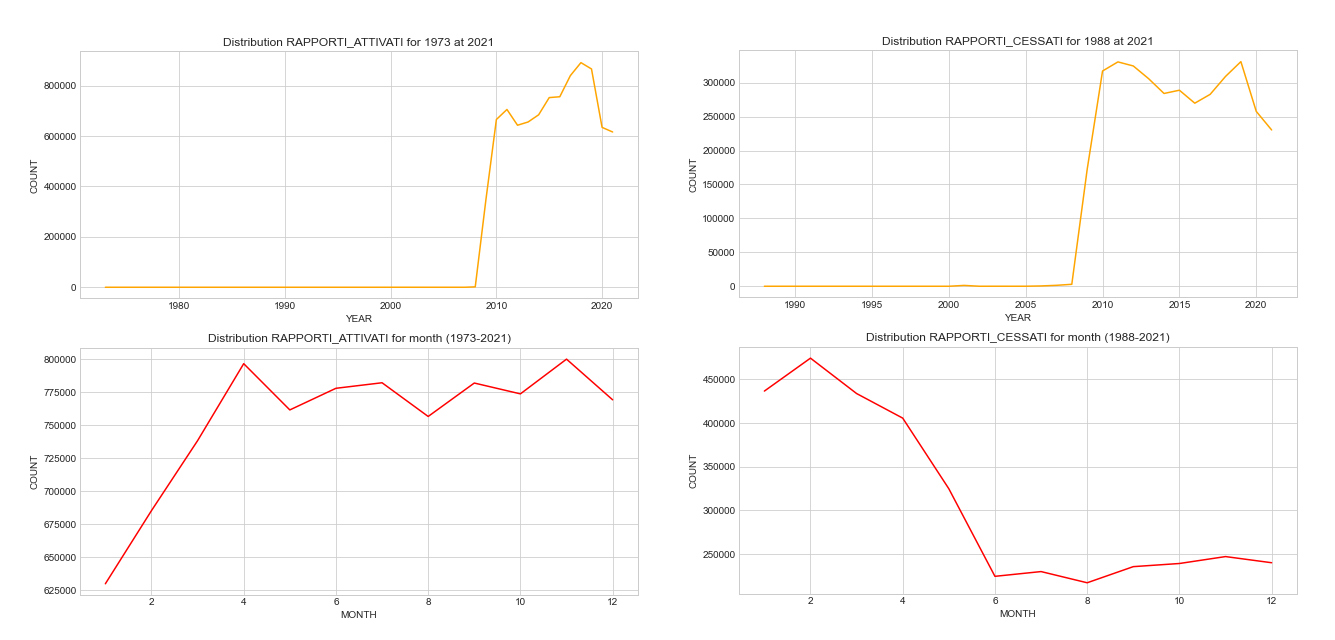 Distribution RAPPORTI_ATTIVATI for 1973 at 2021
COUNT
800000
600000
400000
200000
0
1980 1990 2000 2010 2020
YEAR
Distribution RAPPORTI_CESSATI for 1988 at 2021
COUNT
300000
250000
200000
150000
100000
50000
0
1990 1995 2000 2005 2010 2015 2020
YEAR
Distribution RAPPORTI_ATTIVATI for month (1973-2021)
COUNT
800000
775000
750000
725000
700000
675000
650000
625000
2 4 6 8 10 12
MONTH
Distribution RAPPORTI_CESSATI for month (1988-2021)
COUNT
450000
400000
350000
300000
250000
2 4 6 8 10 12
MONTH